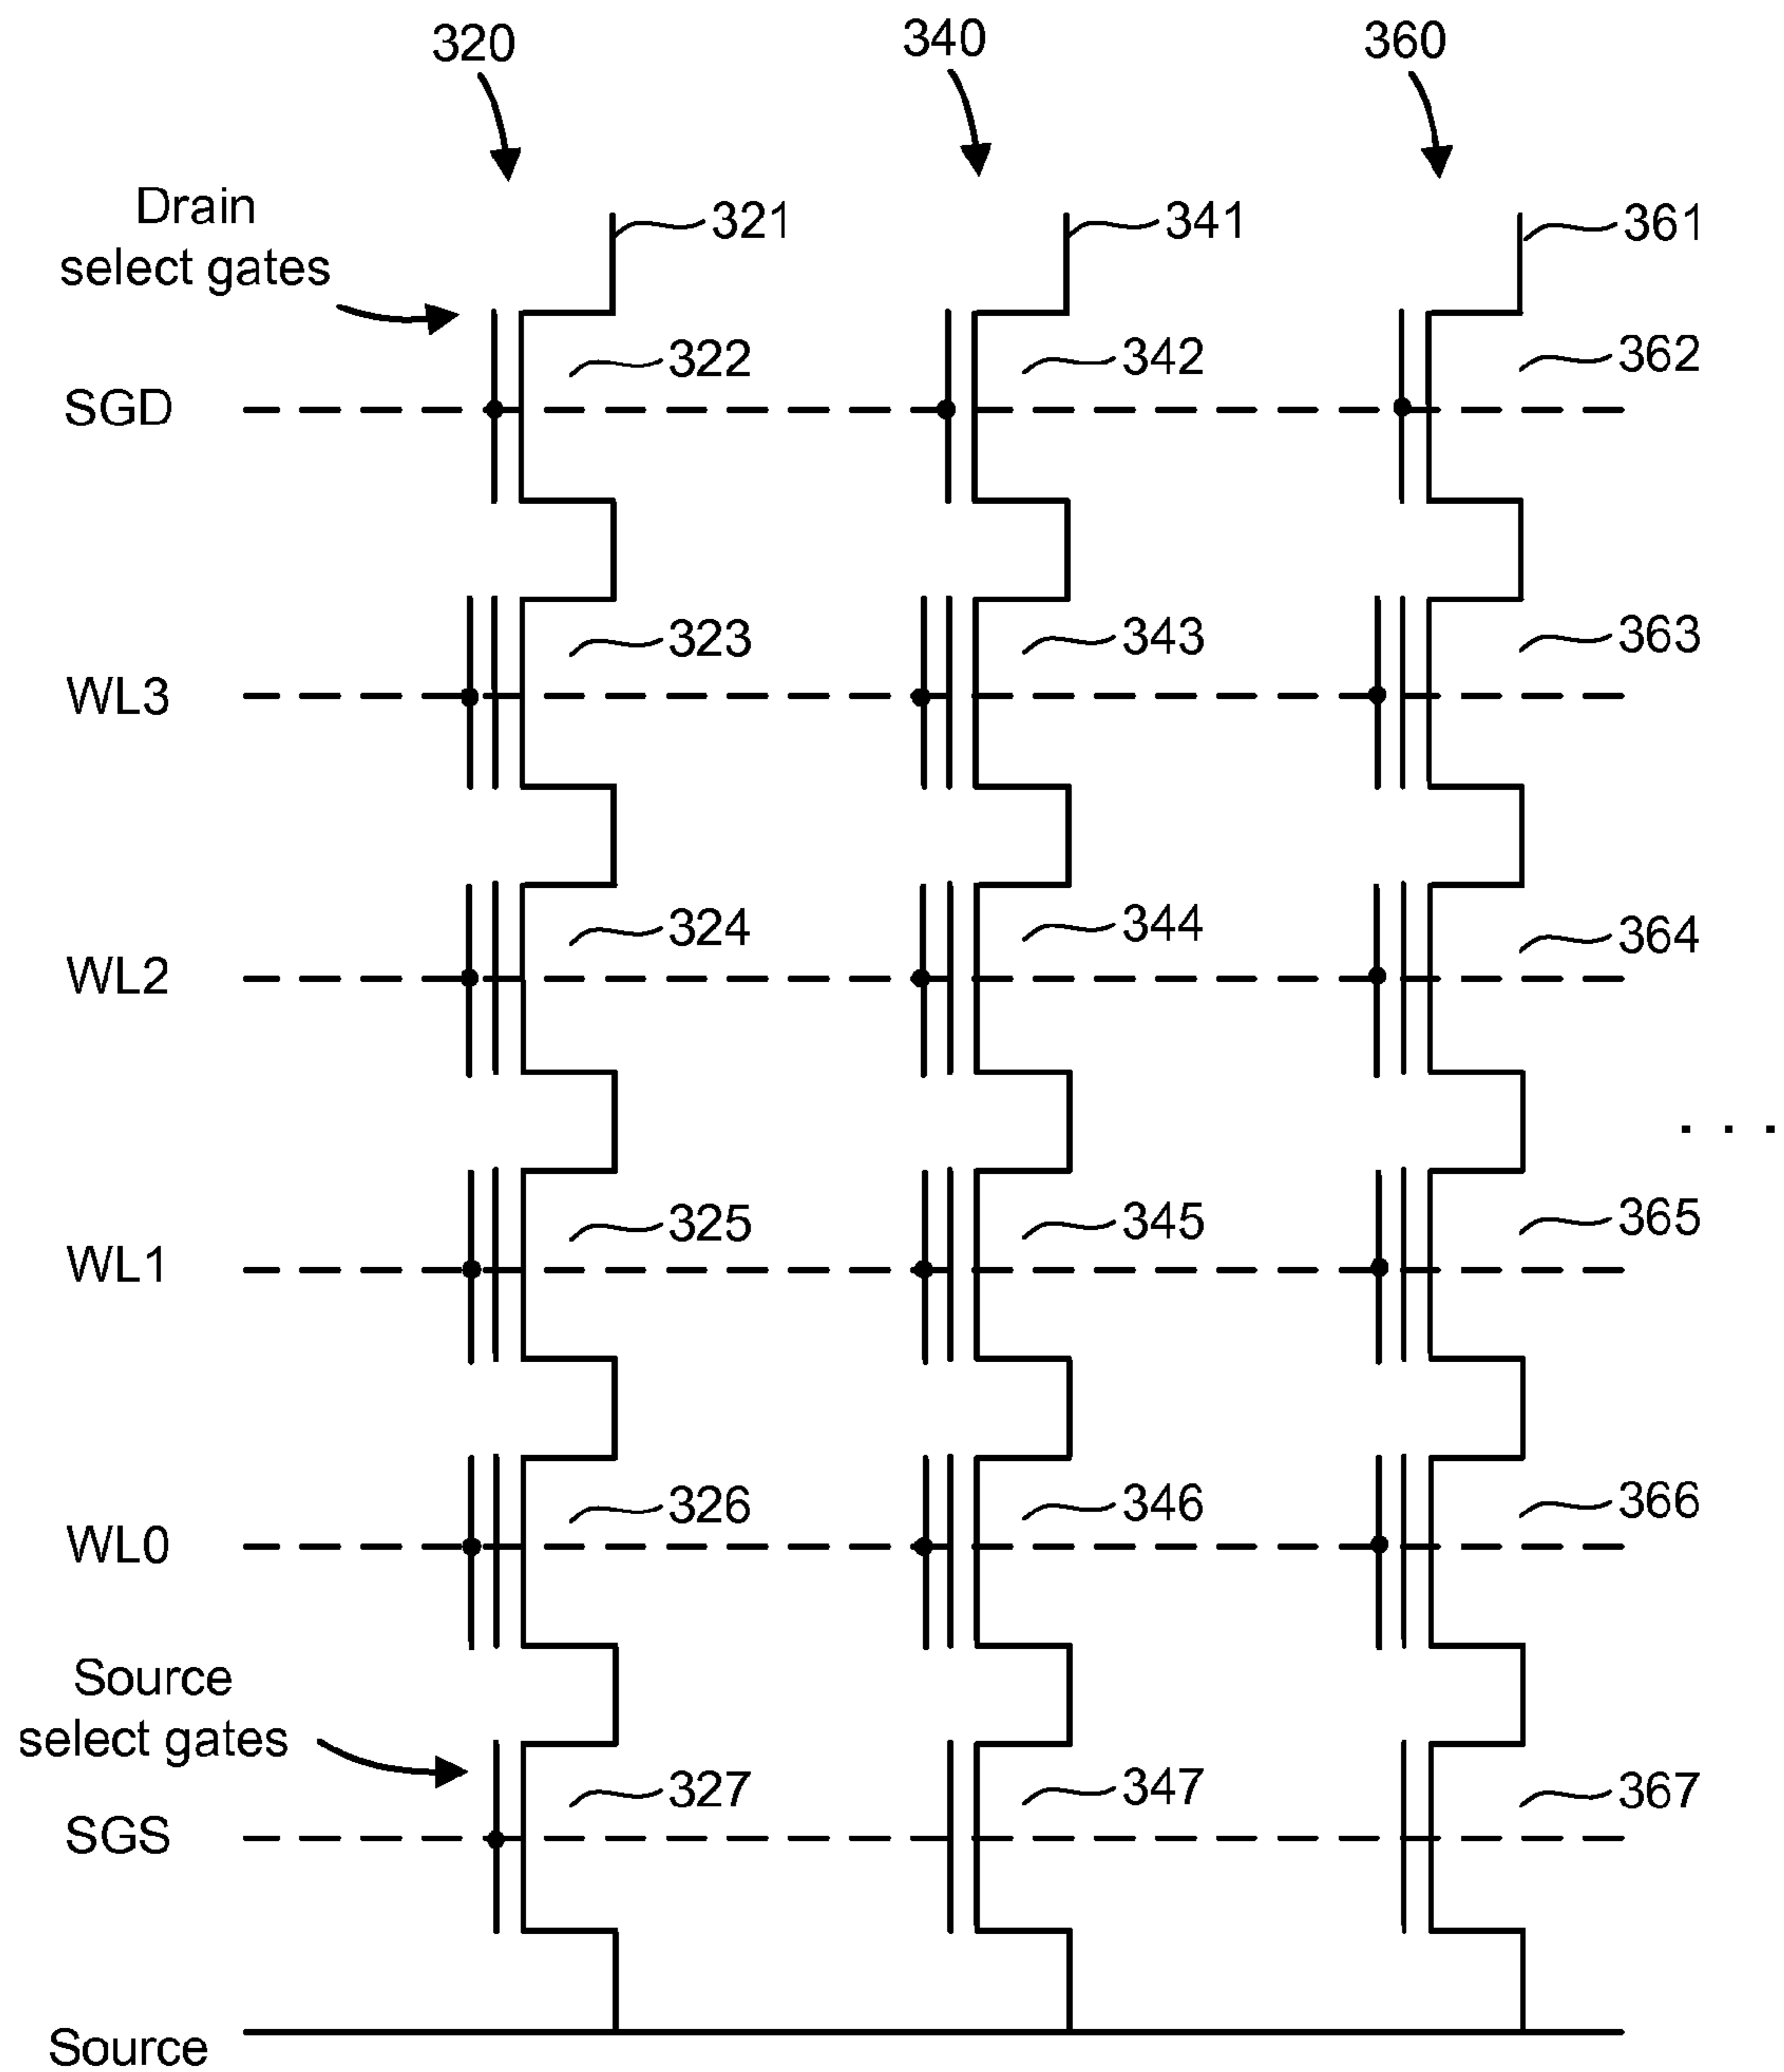 320 340 360
Drain
select gates
321 341 361
322 342 362
SGD
323 343 363
WL3
324 344 364
WL2
. . .
325 345 365
WL1
326 346 366
WL0
Source
select gates
327 347 367
SGS
Source